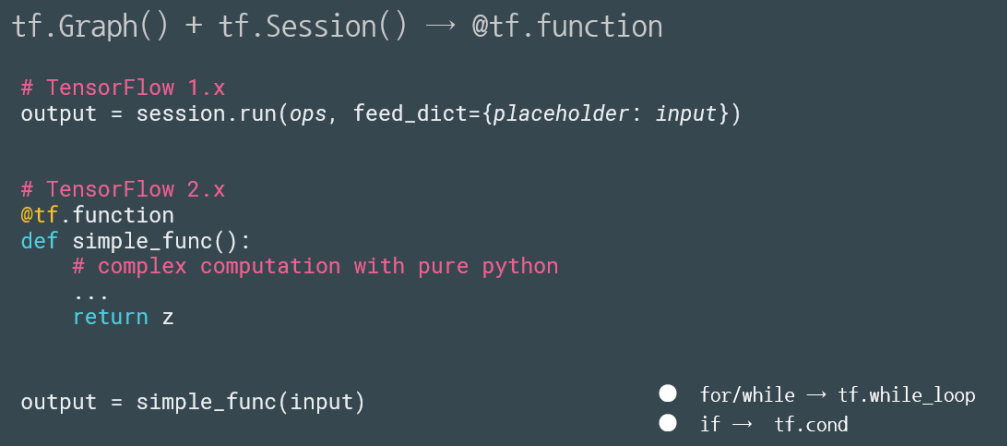 tf.Graph() + tf.Session() → @tf.function
# TensorFlow 1.x
output = session.run(ops, feed_dict={placeholder: input})
# TensorFlow 2.x
@tf.function
def simple_func():
    # complex computation with pure python
    ...
    return z
output = simple_func(input)
● for/while → tf.while_loop
● if → tf.cond